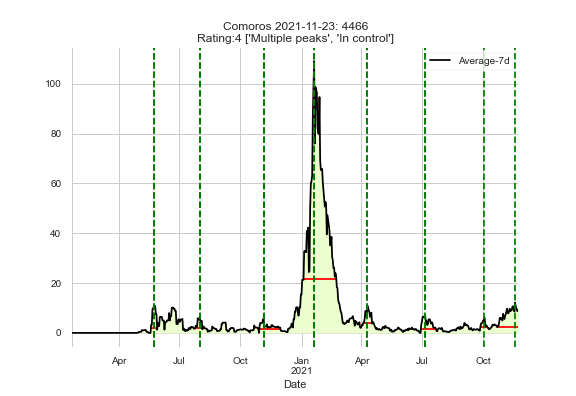 Comoros 2021-11-23: 4466
Rating:4 ['Multiple peaks', 'In control']
Average-7d
100
80
60
40
20
0
Apr
Jul
Oct
Jan
2021
Apr
Jul
Oct
Date